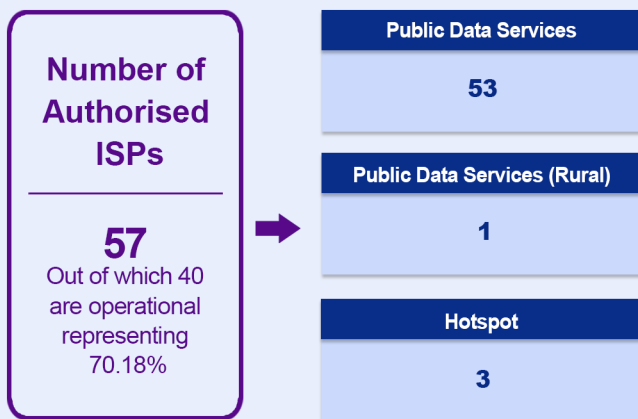 Number of
Authorised
ISPs
57
Out of which 40
are operational
representing
70.18%
Public Data Services
53
Public Data Services (Rural)
1
Hotspot
3